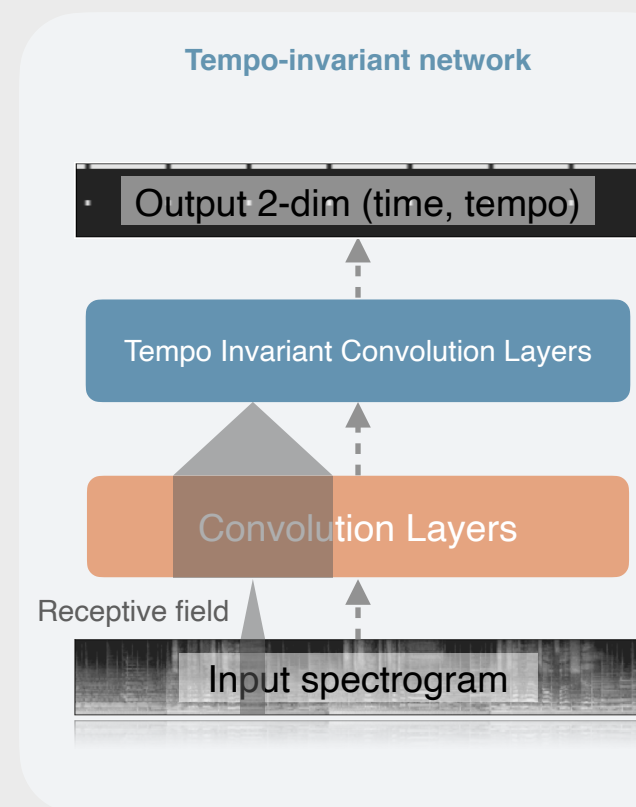 Tempo-invariant network
Output 2-dim (time, tempo)
Tempo Invariant Convolution Layers
Convolution Layers
Receptive field
Input spectrogram